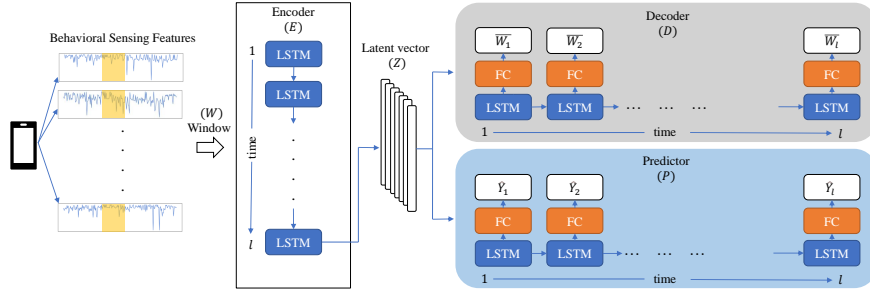 Behavioral Sensing Features
(W)
Window
Encoder
(E)
1
time
l
LSTM
LSTM
.
.
.
.
LSTM
Latent vector
(Z)
Decoder
(D)
W̅₁ W̅₂ W̅ₗ
FC FC FC
LSTM LSTM ... ... ... LSTM
1 time l
Predictor
(P)
Ŷ₁ Ŷ₂ Ŷₗ
FC FC FC
LSTM LSTM ... ... ... LSTM
1 time l